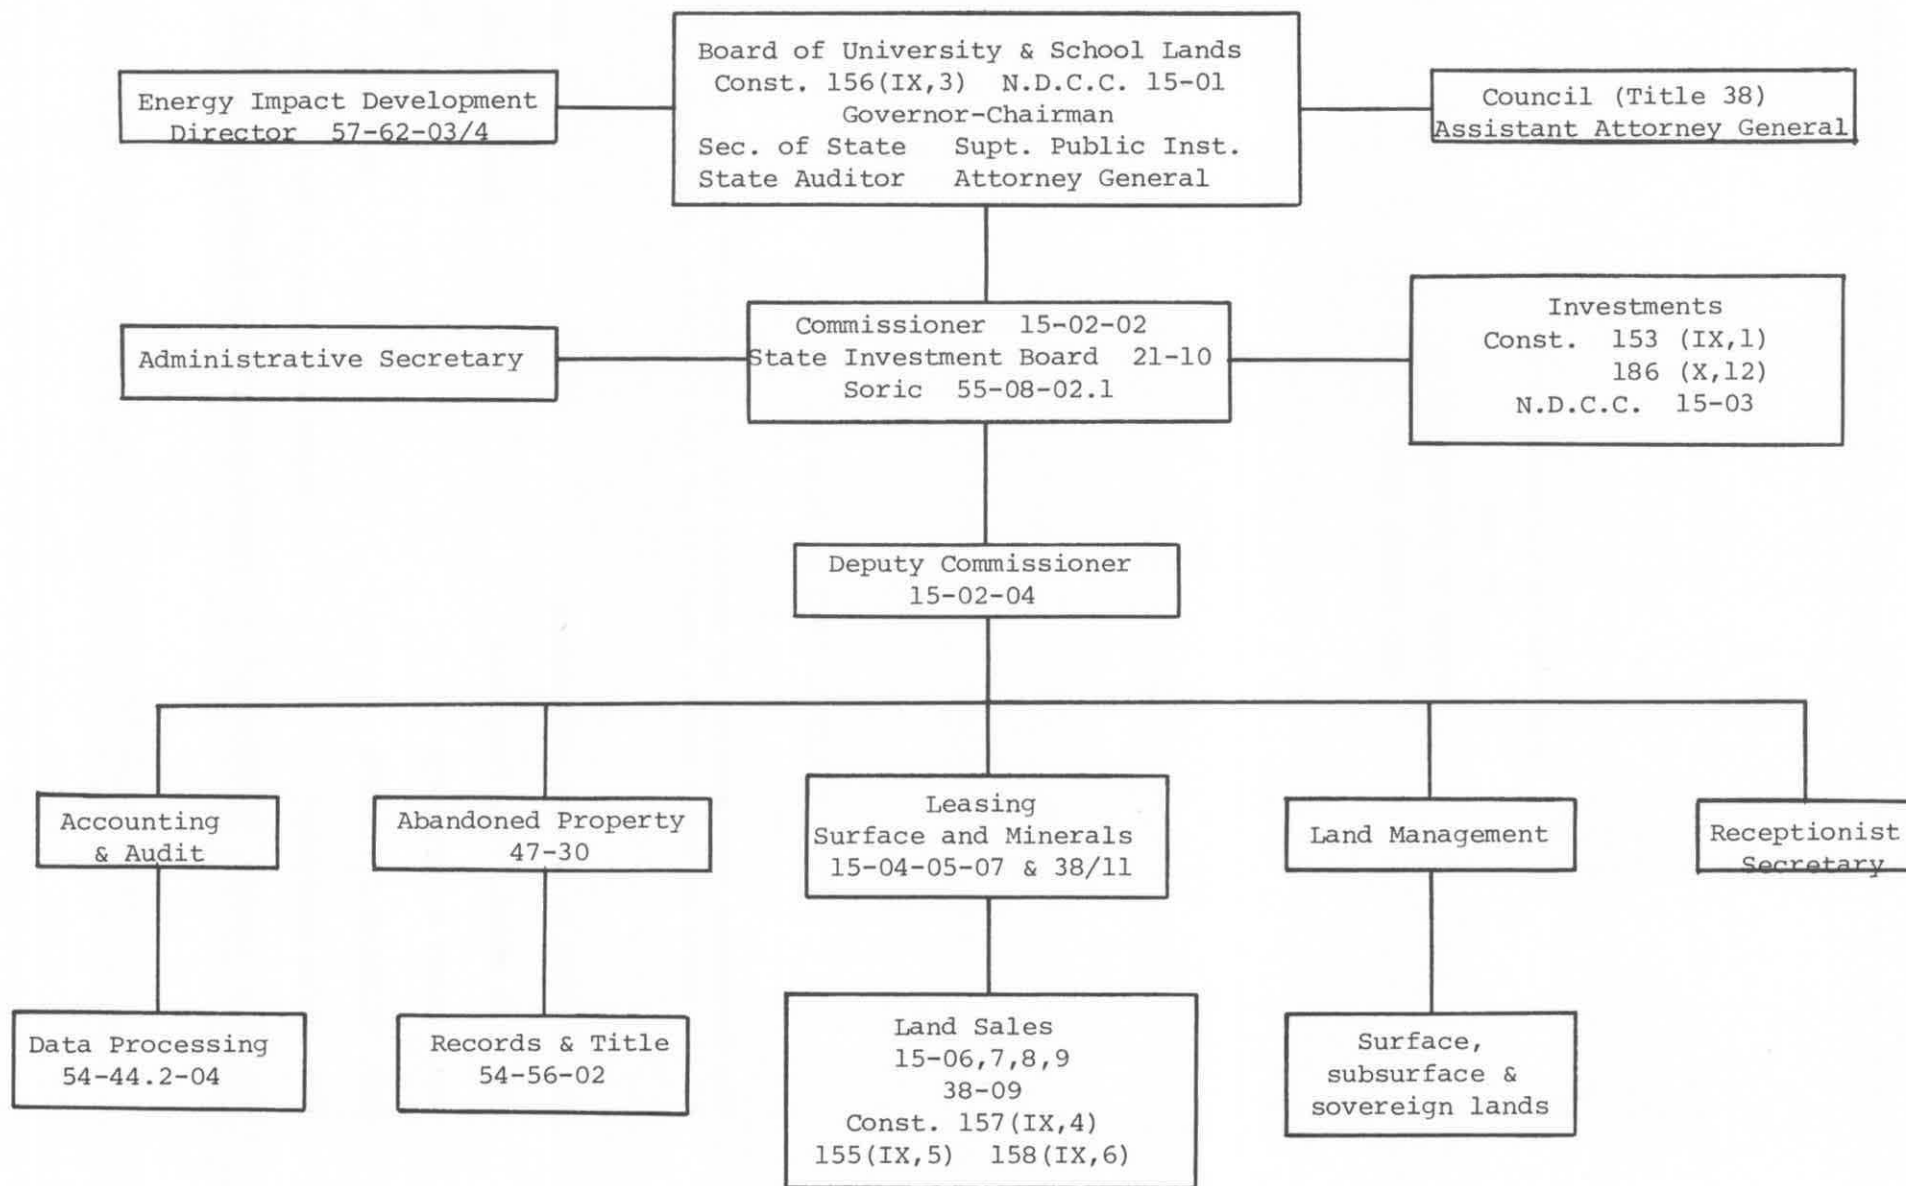 Board of University & School Lands
Const. 156(IX,3) N.D.C.C. 15-01
Governor-Chairman
Sec. of State Supt. Public Inst.
State Auditor Attorney General
Energy Impact Development
Director 57-62-03/4
Council (Title 38)
Assistant Attorney General
Administrative Secretary
Commissioner 15-02-02
State Investment Board 21-10
Soric 55-08-02.1
Investments
Const. 153 (IX,1)
186 (X,12)
N.D.C.C. 15-03
Deputy Commissioner
15-02-04
Accounting
& Audit
Abandoned Property
47-30
Leasing
Surface and Minerals
15-04-05-07 & 38/11
Land Management
Receptionist
Secretary
Data Processing
54-44.2-04
Records & Title
54-56-02
Land Sales
15-06,7,8,9
38-09
Const. 157(IX,4)
155(IX,5) 158(IX,6)
Surface,
subsurface &
sovereign lands